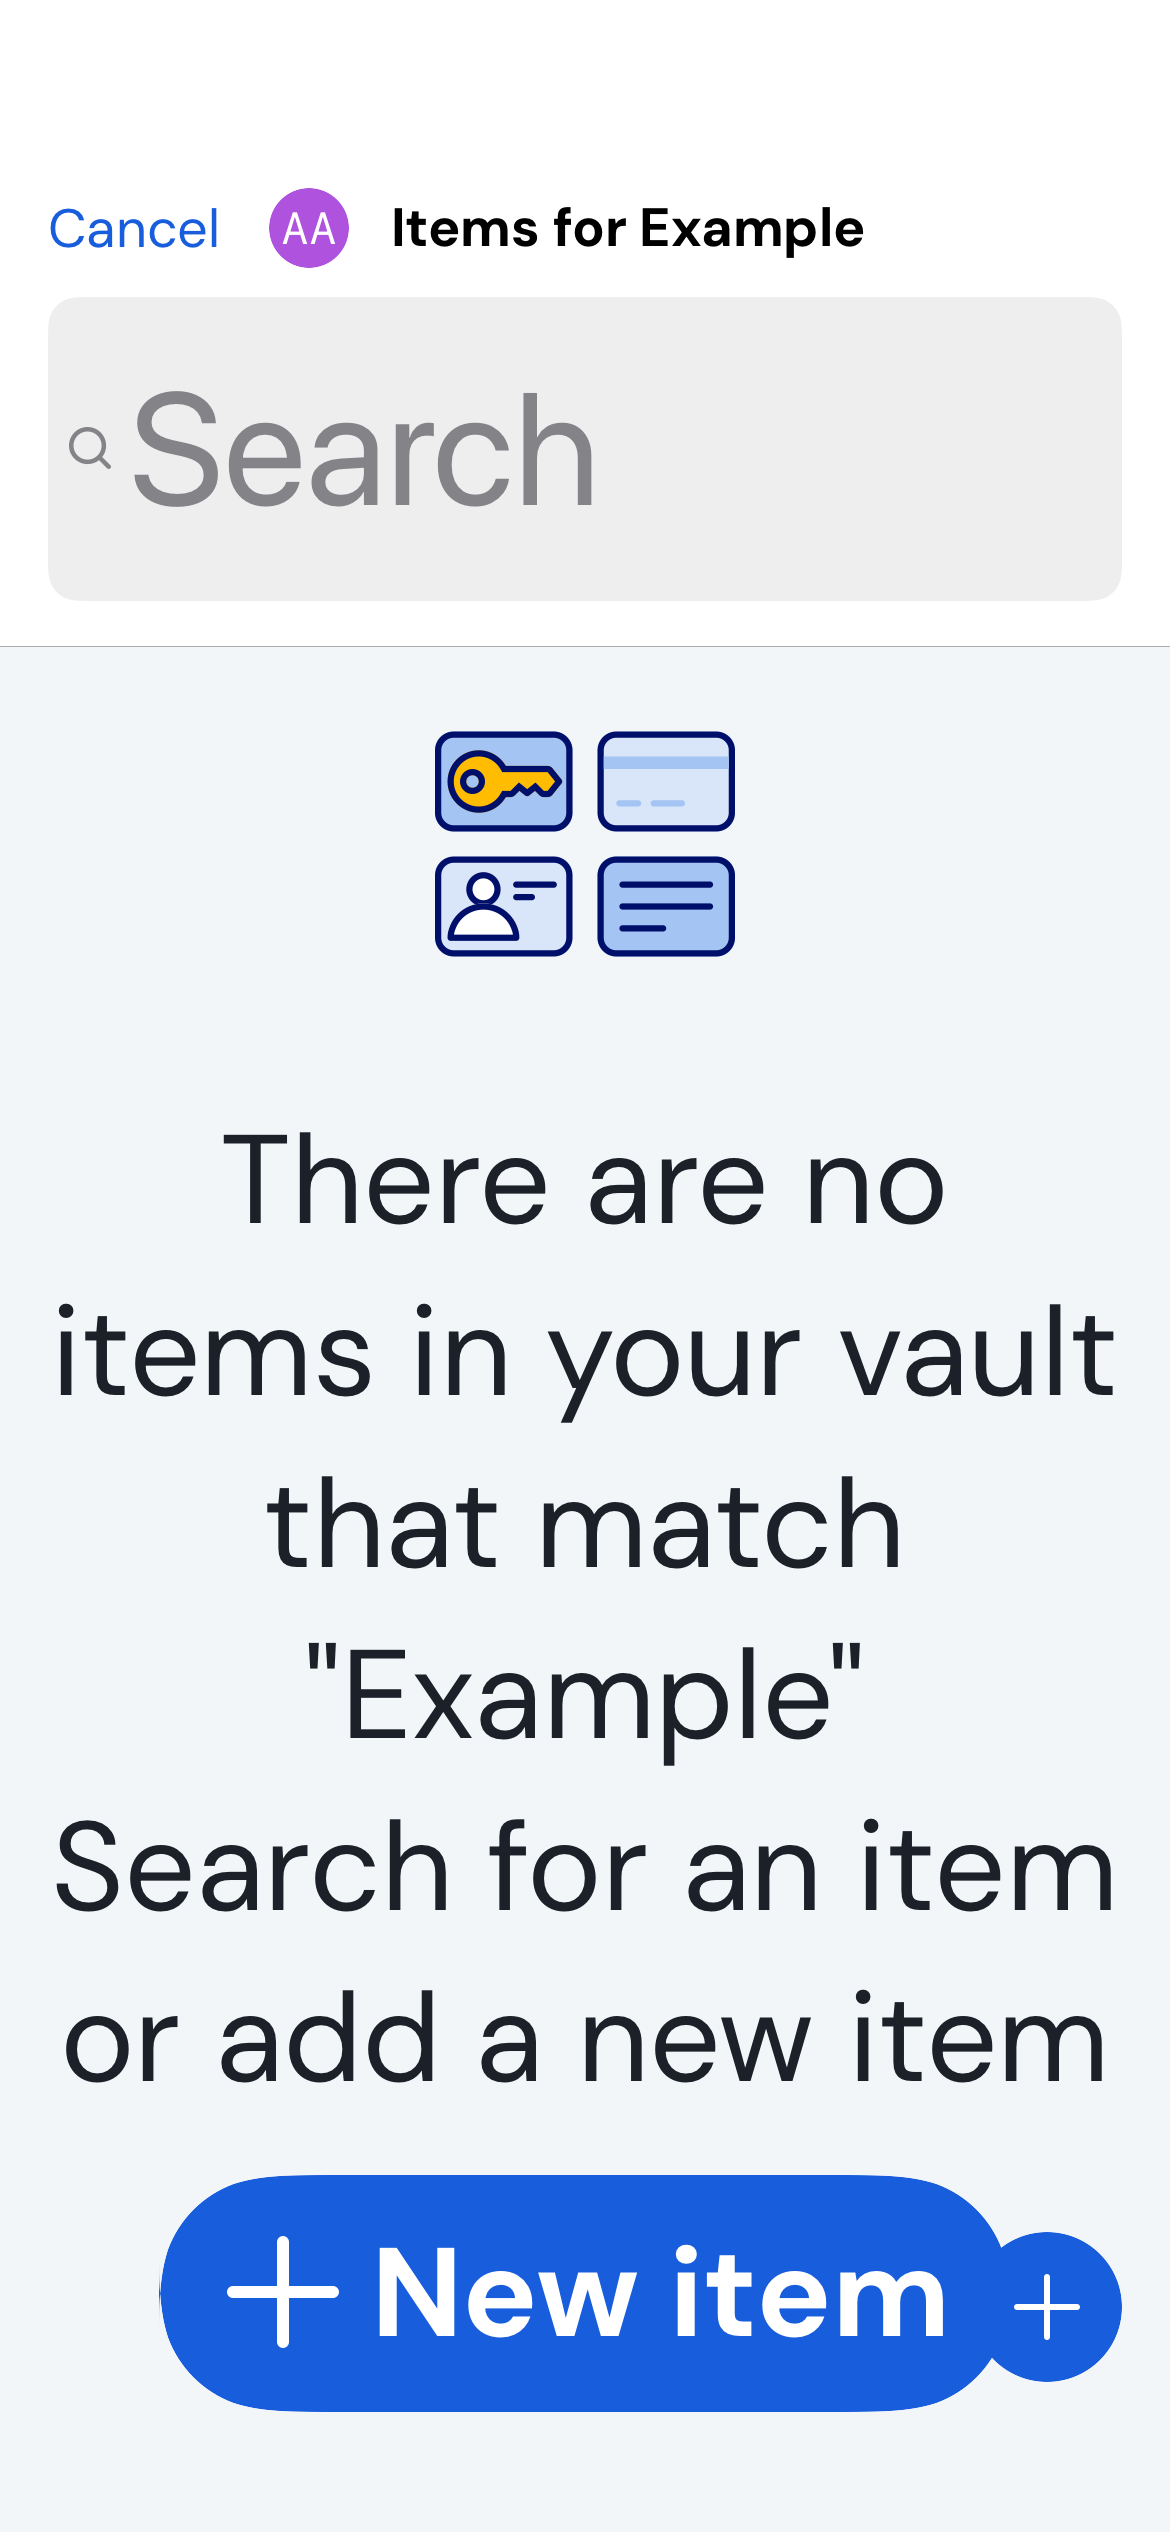 Cancel AA Items for Example
Search
There are no
items in your vault
that match
"Example"
Search for an item
or add a new item
New item